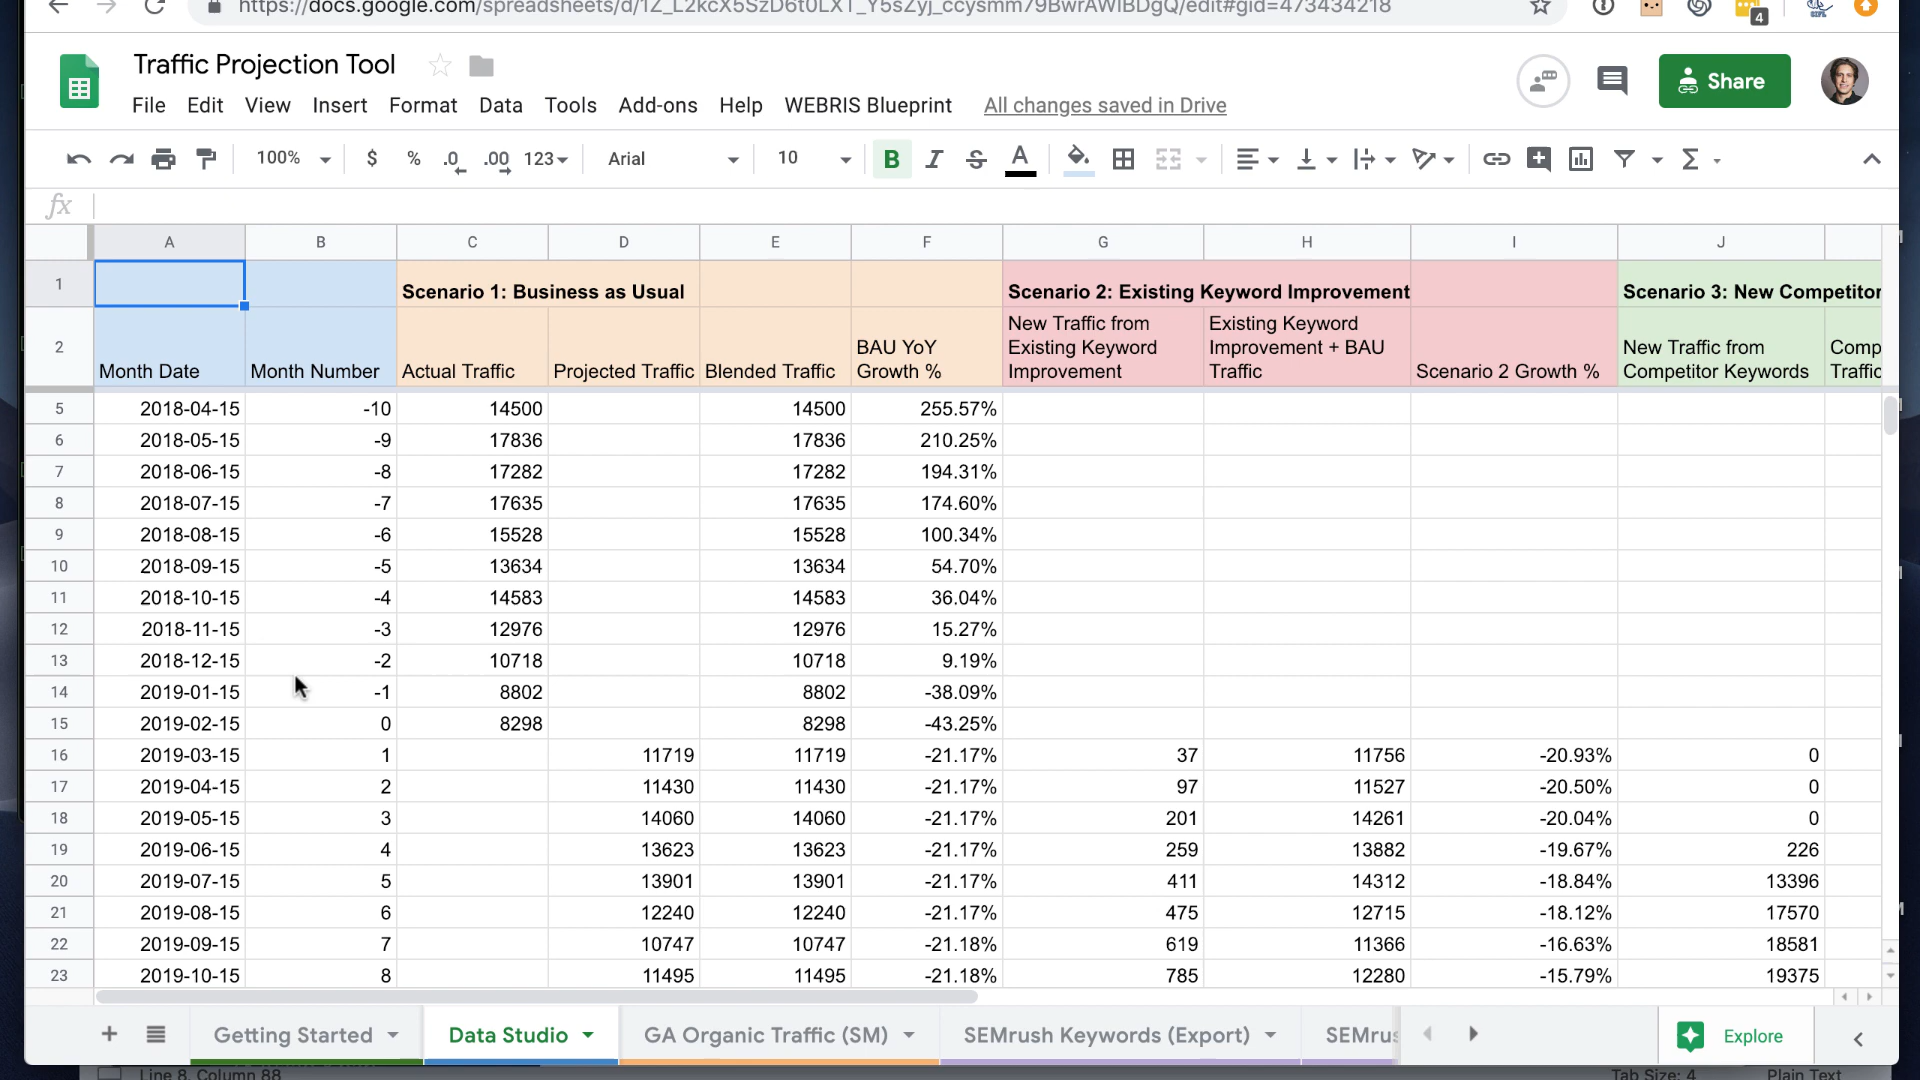 https://docs.google.com/spreadsheets/d/1Z_L2kcX5SzD6t0LXT_Y5sZyj_ccysmm79BwrAWlBDgQ/edit#gid=473434218
4
Traffic Projection Tool
File Edit View Insert Format Data Tools Add-ons Help WEBRIS Blueprint All changes saved in Drive
Share
100% $ % .0 .00 123 Arial 10 B I S A Σ
fx
A B C D E F G H I J
1 Scenario 1: Business as Usual Scenario 2: Existing Keyword Improvement Scenario 3: New Competitor
2 Month Date Month Number Actual Traffic Projected Traffic Blended Traffic BAU YoY Growth % New Traffic from Existing Keyword Improvement Existing Keyword Improvement + BAU Traffic Scenario 2 Growth % New Traffic from Competitor Keywords Comp Traffic
5 2018-04-15 -10 14500 14500 255.57%
6 2018-05-15 -9 17836 17836 210.25%
7 2018-06-15 -8 17282 17282 194.31%
8 2018-07-15 -7 17635 17635 174.60%
9 2018-08-15 -6 15528 15528 100.34%
10 2018-09-15 -5 13634 13634 54.70%
11 2018-10-15 -4 14583 14583 36.04%
12 2018-11-15 -3 12976 12976 15.27%
13 2018-12-15 -2 10718 10718 9.19%
14 2019-01-15 -1 8802 8802 -38.09%
15 2019-02-15 0 8298 8298 -43.25%
16 2019-03-15 1 11719 11719 -21.17% 37 11756 -20.93% 0
17 2019-04-15 2 11430 11430 -21.17% 97 11527 -20.50% 0
18 2019-05-15 3 14060 14060 -21.17% 201 14261 -20.04% 0
19 2019-06-15 4 13623 13623 -21.17% 259 13882 -19.67% 226
20 2019-07-15 5 13901 13901 -21.17% 411 14312 -18.84% 13396
21 2019-08-15 6 12240 12240 -21.17% 475 12715 -18.12% 17570
22 2019-09-15 7 10747 10747 -21.18% 619 11366 -16.63% 18581
23 2019-10-15 8 11495 11495 -21.18% 785 12280 -15.79% 19375
Getting Started Data Studio GA Organic Traffic (SM) SEMrush Keywords (Export) SEMrus Explore
Line 8, Column 88 Tab Size: 4 Plain Text